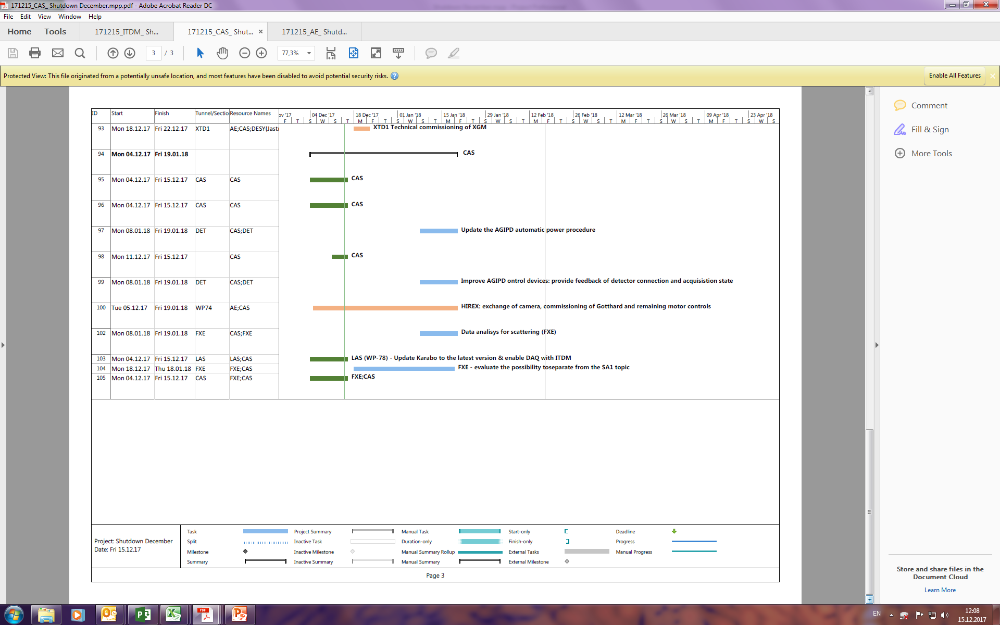 171215_CAS_ Shutdown December.mpp.pdf - Adobe Acrobat Reader DC
File Edit View Window Help
Home Tools 171215_ITDM_ Sh... 171215_CAS_ Shut... × 171215_AE_ Shutd...
3 / 3 77,3%
Protected View: This file originated from a potentially unsafe location, and most features have been disabled to avoid potential security risks. ? Enable All Features
Comment
Fill & Sign
More Tools
ID Start Finish Tunnel/Sectio Resource Names ov '17 04 Dec '17 18 Dec '17 01 Jan '18 15 Jan '18 29 Jan '18 12 Feb '18 26 Feb '18 12 Mar '18 26 Mar '18 09 Apr '18 23 Apr '18
F T S W S T M F T S W S T M F T S W S T M F T S W S T M F T S W S T M F T S W S
93 Mon 18.12.17 Fri 22.12.17 XTD1 AE;CAS;DESY(Jastr XTD1 Technical commissioning of XGM
94 Mon 04.12.17 Fri 19.01.18 CAS
95 Mon 04.12.17 Fri 15.12.17 CAS CAS CAS
96 Mon 04.12.17 Fri 15.12.17 CAS CAS CAS
97 Mon 08.01.18 Fri 19.01.18 DET CAS;DET Update the AGIPD automatic power procedure
98 Mon 11.12.17 Fri 15.12.17 CAS CAS
99 Mon 08.01.18 Fri 19.01.18 DET CAS;DET Improve AGIPD ontrol devices: provide feedback of detector connection and acquisistion state
100 Tue 05.12.17 Fri 19.01.18 WP74 AE;CAS HIREX: exchange of camera, commissioning of Gotthard and remaining motor controls
102 Mon 08.01.18 Fri 19.01.18 FXE CAS;FXE Data analisys for scattering (FXE)
103 Mon 04.12.17 Fri 15.12.17 LAS LAS;CAS LAS (WP-78) - Update Karabo to the latest version & enable DAQ with ITDM
104 Mon 18.12.17 Thu 18.01.18 FXE FXE;CAS FXE - evaluate the possibility toseparate from the SA1 topic
105 Mon 04.12.17 Fri 15.12.17 CAS FXE;CAS FXE;CAS
Project: Shutdown December
Date: Fri 15.12.17
Task Project Summary Manual Task Start-only Deadline
Split Inactive Task Duration-only Finish-only Progress
Milestone Inactive Milestone Manual Summary Rollup External Tasks Manual Progress
Summary Inactive Summary Manual Summary External Milestone
Page 3
Store and share files in the
Document Cloud
Learn More
EN 12:08
15.12.2017